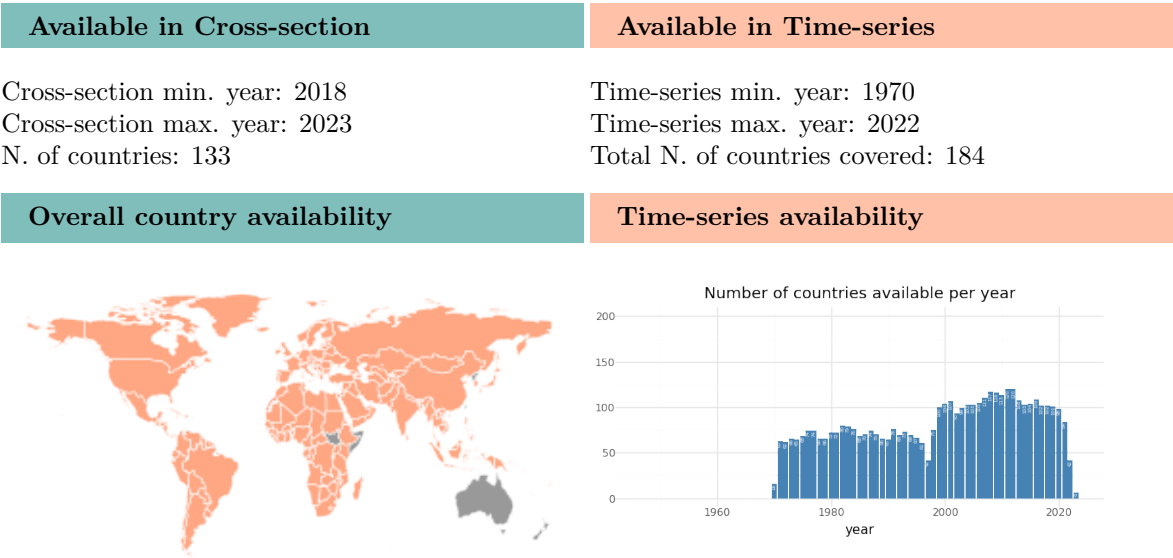 Available in Cross-section
Available in Time-series
Cross-section min. year: 2018
Cross-section max. year: 2023
N. of countries: 133
Time-series min. year: 1970
Time-series max. year: 2022
Total N. of countries covered: 184
Overall country availability
Time-series availability
Number of countries available per year
200
150
100
50
0
1960
1980
2000
2020
year